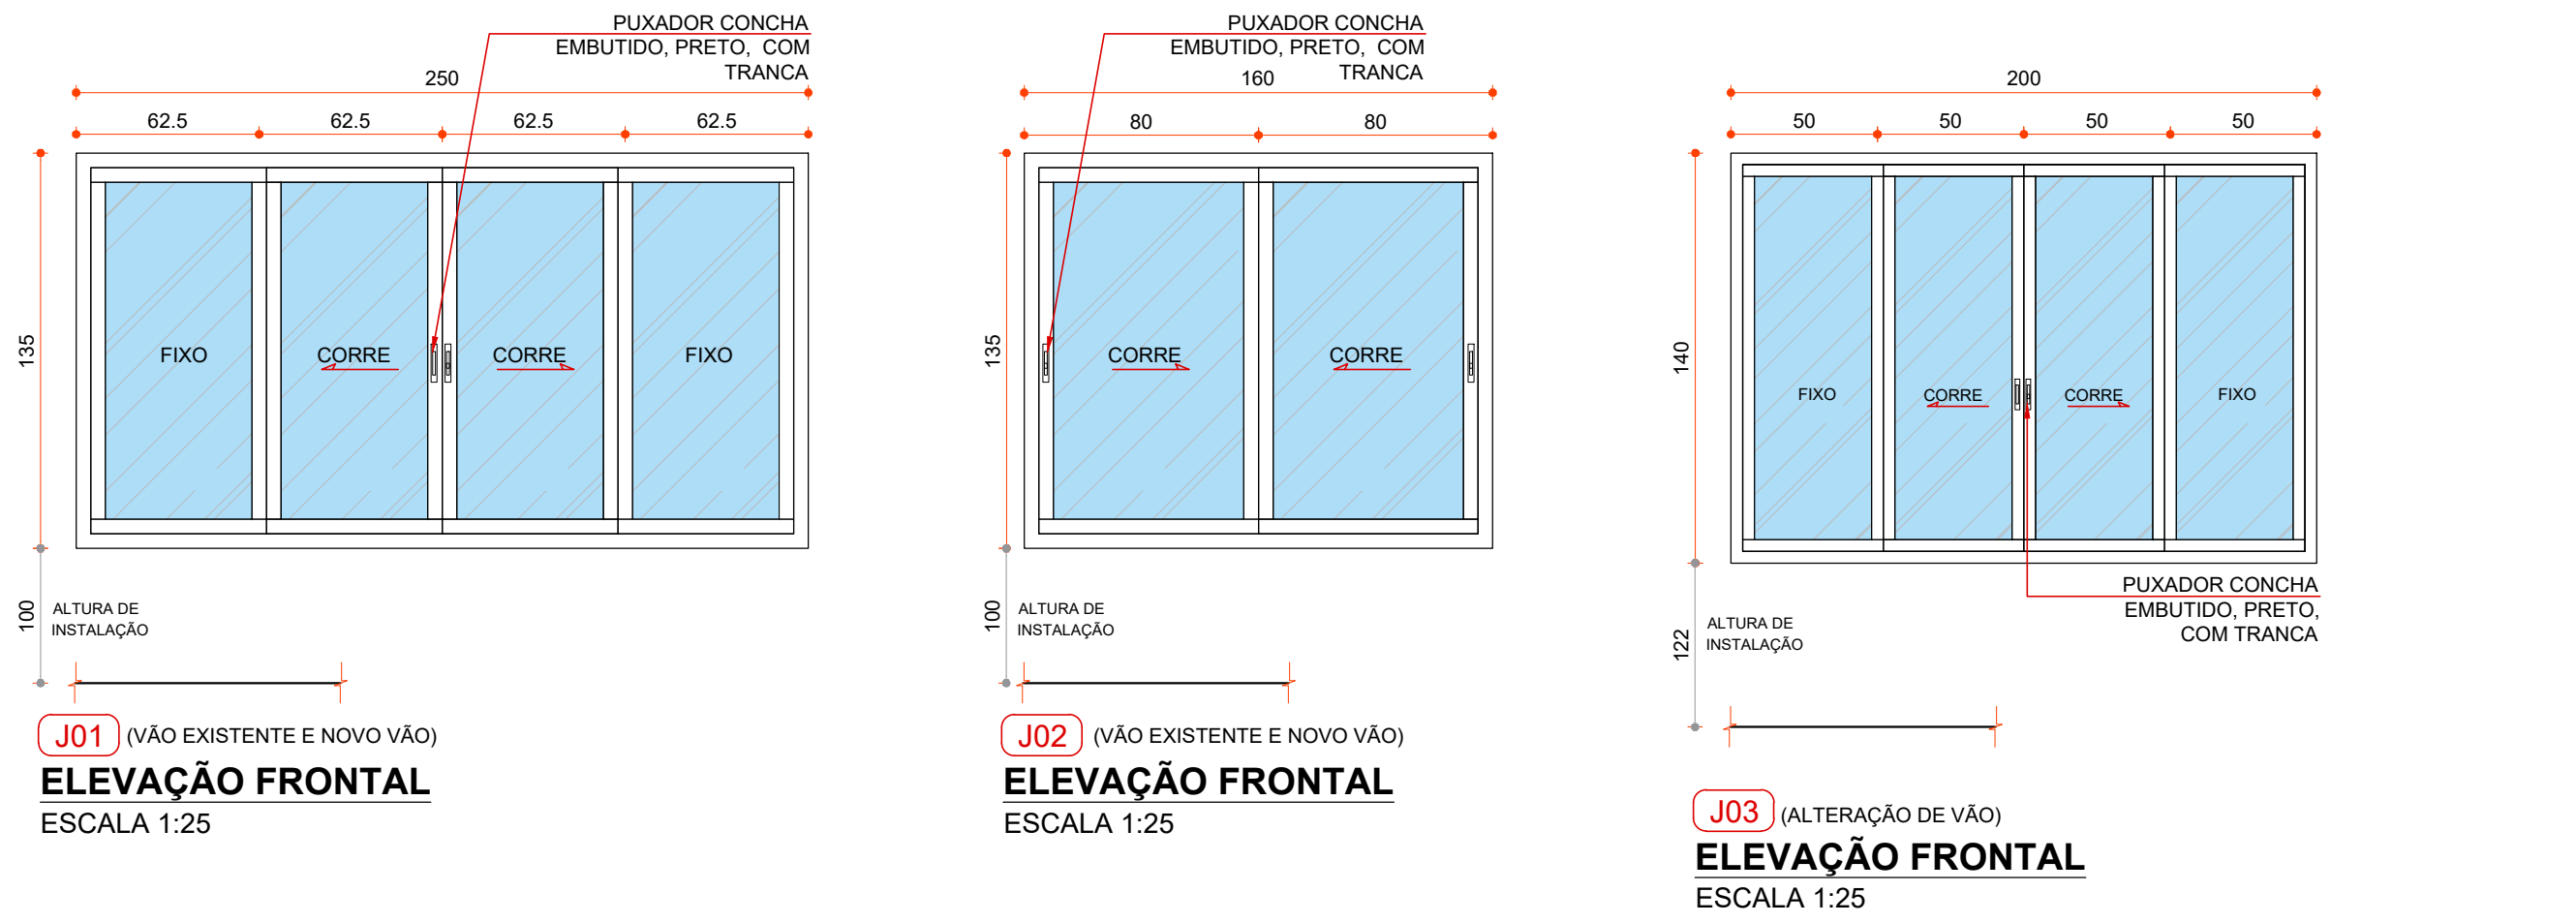 PUXADOR CONCHA
EMBUTIDO, PRETO, COM
TRANCA
250
62.5 62.5 62.5 62.5
135
FIXO CORRE CORRE FIXO
100
ALTURA DE
INSTALAÇÃO
J01 (VÃO EXISTENTE E NOVO VÃO)
ELEVAÇÃO FRONTAL
ESCALA 1:25
PUXADOR CONCHA
EMBUTIDO, PRETO, COM
TRANCA
160
80 80
135
CORRE CORRE
100
ALTURA DE
INSTALAÇÃO
J02 (VÃO EXISTENTE E NOVO VÃO)
ELEVAÇÃO FRONTAL
ESCALA 1:25
200
50 50 50 50
140
FIXO CORRE CORRE FIXO
PUXADOR CONCHA
EMBUTIDO, PRETO,
COM TRANCA
122
ALTURA DE
INSTALAÇÃO
J03 (ALTERAÇÃO DE VÃO)
ELEVAÇÃO FRONTAL
ESCALA 1:25